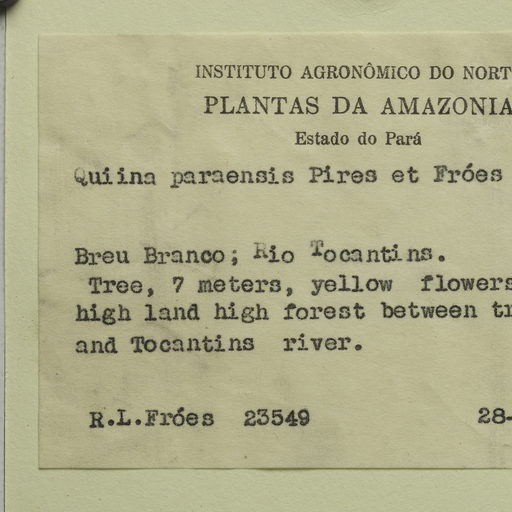 INSTITUTO AGRONÔMICO DO NORT
PLANTAS DA AMAZONIA
Estado do Pará
Quiina paraensis Pires et Fróes
Breu Branco; Rio Tocantins.
Tree, 7 meters, yellow flowers
high land high forest between tr
and Tocantins river.
R.L.Fróes 23549 28-